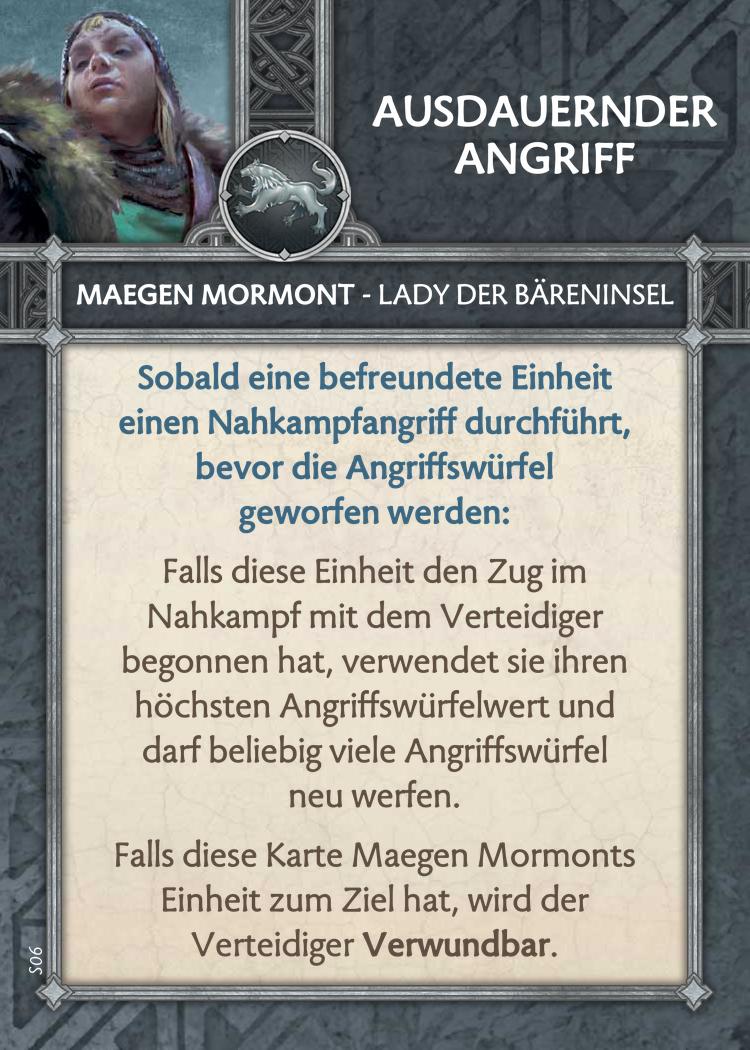 AUSDAUERNDER
ANGRIFF
MAEGEN MORMONT - LADY DER BÄRENINSEL
Sobald eine befreundete Einheit
einen Nahkampfangriff durchführt,
bevor die Angriffswürfel
geworfen werden:
Falls diese Einheit den Zug im
Nahkampf mit dem Verteidiger
begonnen hat, verwendet sie ihren
höchsten Angriffswürfelwert und
darf beliebig viele Angriffswürfel
neu werfen.
Falls diese Karte Maegen Mormonts
Einheit zum Ziel hat, wird der
Verteidiger Verwundbar.
S06